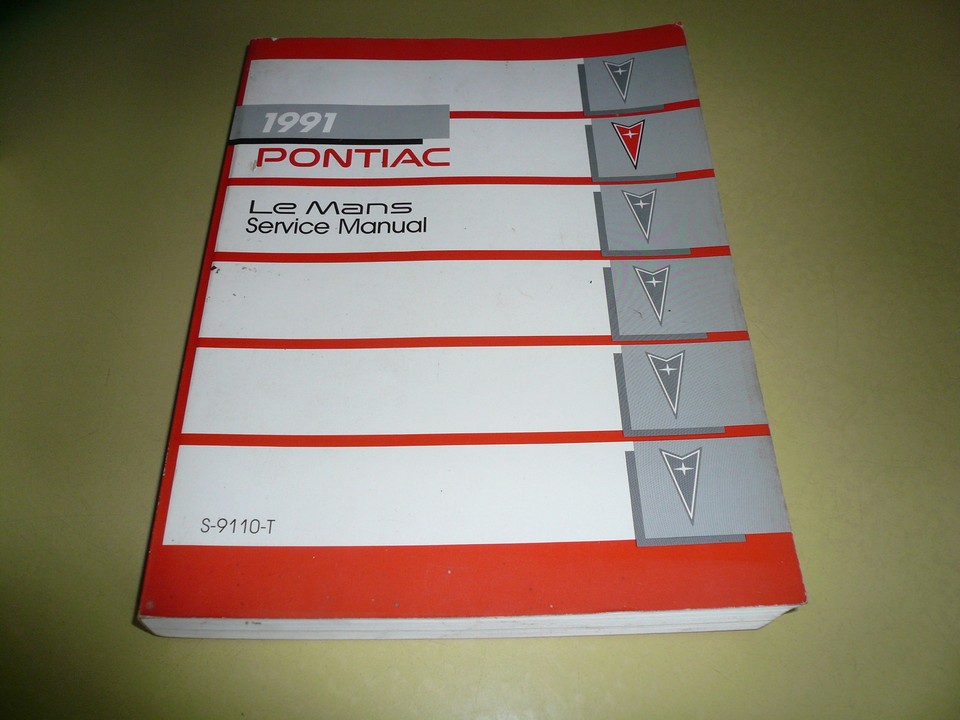 1991
PONTIAC
Le Mans
Service Manual
S-9110-T